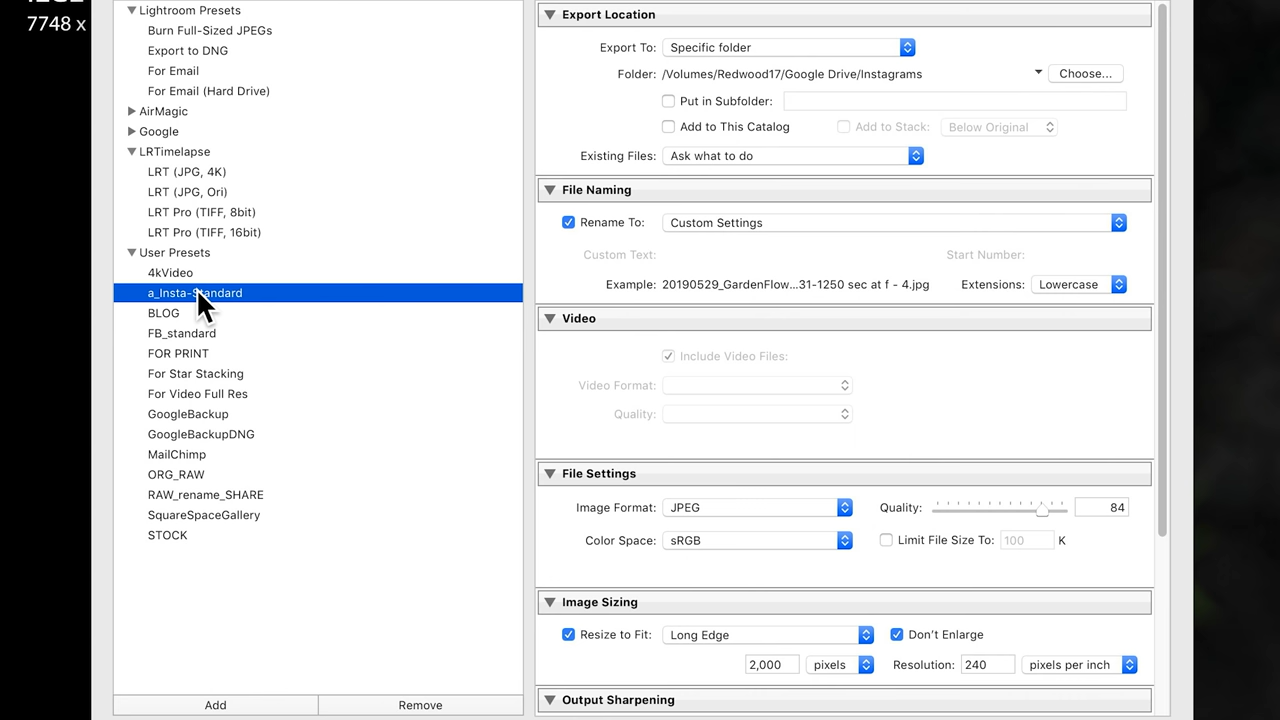 7748 x
Lightroom Presets
Burn Full-Sized JPEGs
Export to DNG
For Email
For Email (Hard Drive)
AirMagic
Google
LRTimelapse
LRT (JPG, 4K)
LRT (JPG, Ori)
LRT Pro (TIFF, 8bit)
LRT Pro (TIFF, 16bit)
User Presets
4kVideo
a_Insta-Standard
BLOG
FB_standard
FOR PRINT
For Star Stacking
For Video Full Res
GoogleBackup
GoogleBackupDNG
MailChimp
ORG_RAW
RAW_rename_SHARE
SquareSpaceGallery
STOCK
Add Remove
Export Location
Export To: Specific folder
Folder: /Volumes/Redwood17/Google Drive/Instagrams Choose...
Put in Subfolder:
Add to This Catalog Add to Stack: Below Original
Existing Files: Ask what to do
File Naming
Rename To: Custom Settings
Custom Text: Start Number:
Example: 20190529_GardenFlow...31-1250 sec at f - 4.jpg Extensions: Lowercase
Video
Include Video Files:
Video Format:
Quality:
File Settings
Image Format: JPEG Quality: 84
Color Space: sRGB Limit File Size To: 100 K
Image Sizing
Resize to Fit: Long Edge Don't Enlarge
2,000 pixels Resolution: 240 pixels per inch
Output Sharpening